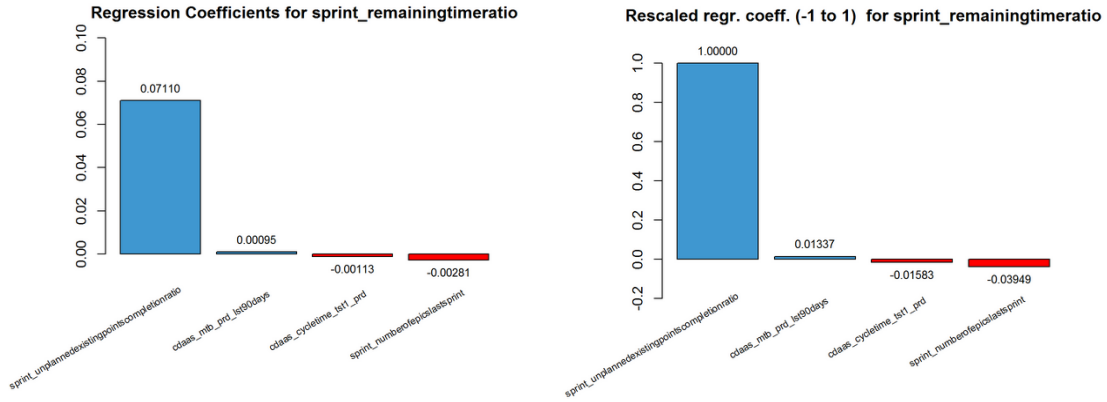 Regression Coefficients for sprint_remainingtimeratio
0.10
0.08
0.06
0.04
0.02
0.00
0.07110
0.00095
-0.00113
-0.00281
sprint_unplannedexistingpointscompletionratio
cdaas_mtb_prd_lst90days
cdaas_cycletime_tst1_prd
sprint_numberofepicslastsprint
Rescaled regr. coeff. (-1 to 1)  for sprint_remainingtimeratio
1.0
0.8
0.6
0.4
0.2
0.0
-0.2
1.00000
0.01337
-0.01583
-0.03949
sprint_unplannedexistingpointscompletionratio
cdaas_mtb_prd_lst90days
cdaas_cycletime_tst1_prd
sprint_numberofepicslastsprint